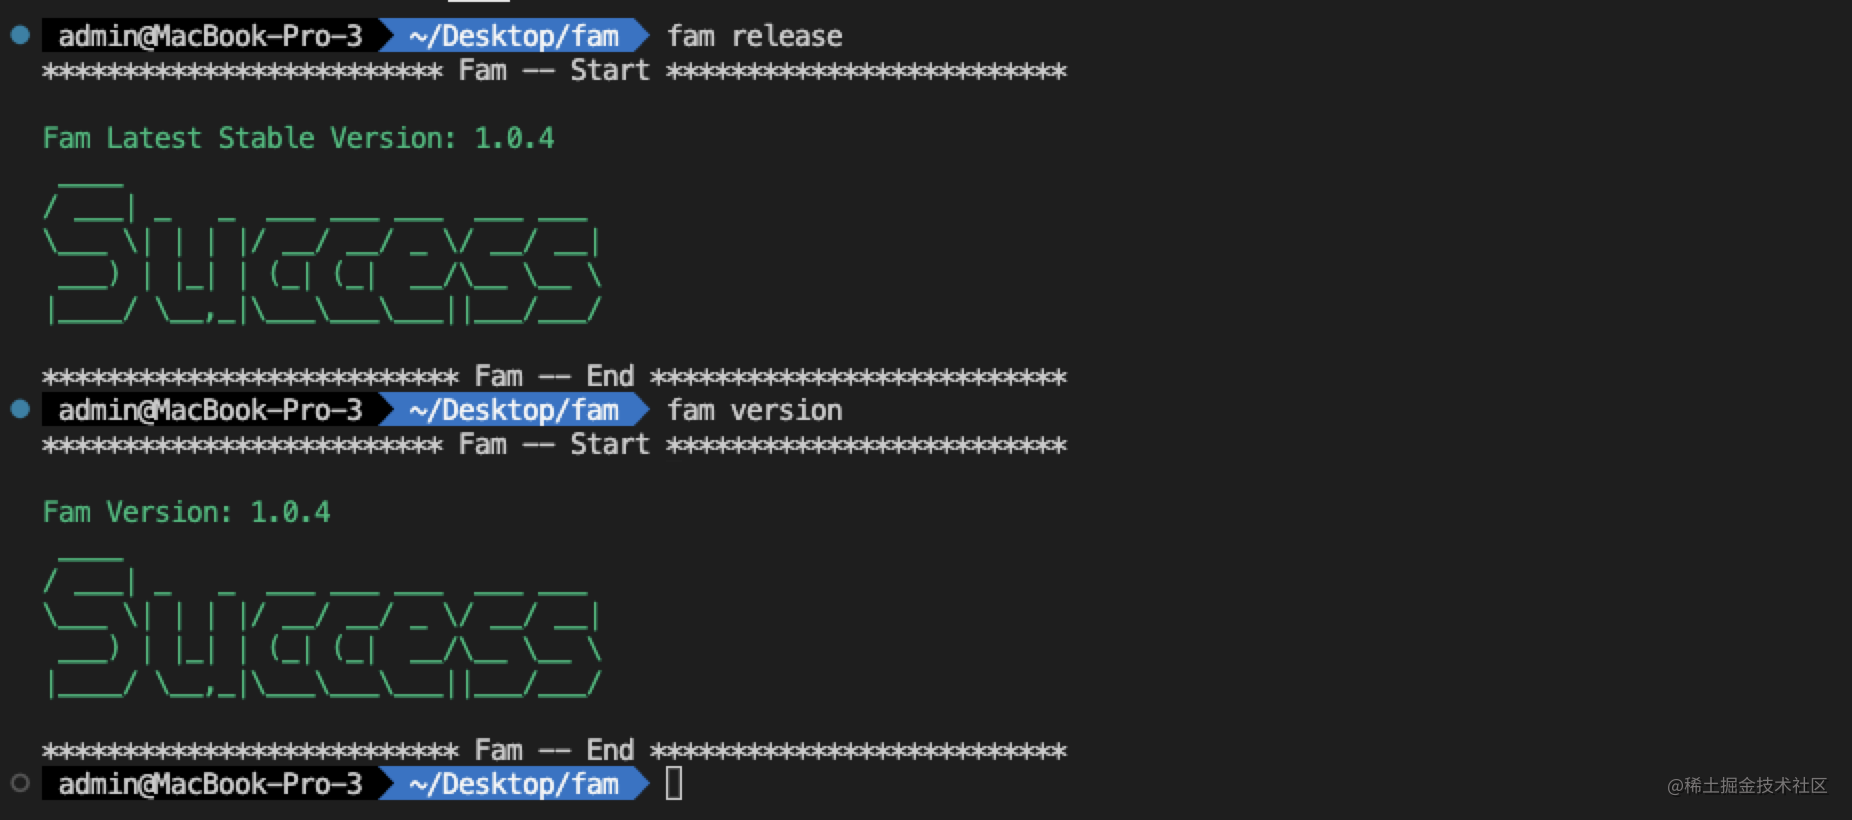 admin@MacBook-Pro-3 ~/Desktop/fam fam release
************************* Fam -- Start *************************
Fam Latest Stable Version: 1.0.4
Success
************************** Fam -- End **************************
admin@MacBook-Pro-3 ~/Desktop/fam fam version
************************* Fam -- Start *************************
Fam Version: 1.0.4
Success
************************** Fam -- End **************************
admin@MacBook-Pro-3 ~/Desktop/fam
@稀土掘金技术社区